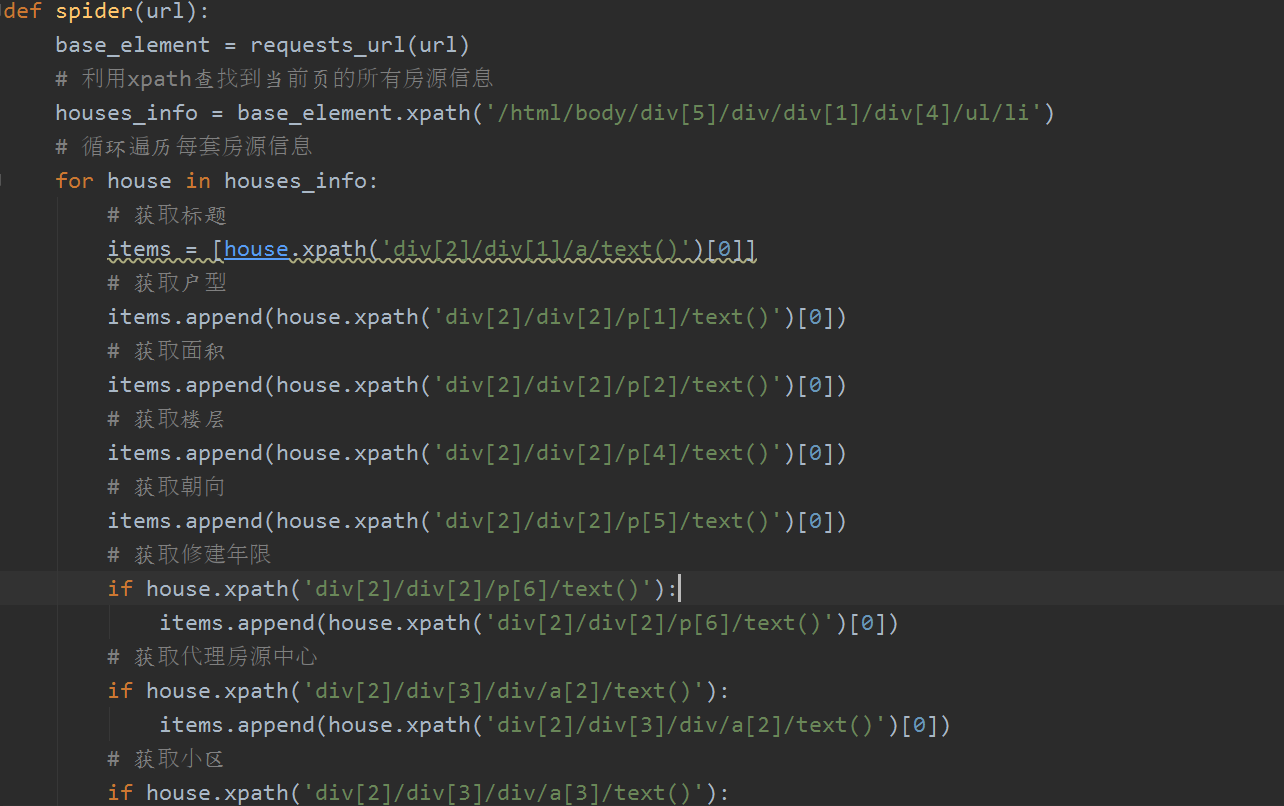 def spider(url):
    base_element = requests_url(url)
    # 利用xpath查找到当前页的所有房源信息
    houses_info = base_element.xpath('/html/body/div[5]/div/div[1]/div[4]/ul/li')
    # 循环遍历每套房源信息
    for house in houses_info:
        # 获取标题
        items = [house.xpath('div[2]/div[1]/a/text()')[0]]
        # 获取户型
        items.append(house.xpath('div[2]/div[2]/p[1]/text()')[0])
        # 获取面积
        items.append(house.xpath('div[2]/div[2]/p[2]/text()')[0])
        # 获取楼层
        items.append(house.xpath('div[2]/div[2]/p[4]/text()')[0])
        # 获取朝向
        items.append(house.xpath('div[2]/div[2]/p[5]/text()')[0])
        # 获取修建年限
        if house.xpath('div[2]/div[2]/p[6]/text()'):
            items.append(house.xpath('div[2]/div[2]/p[6]/text()')[0])
        # 获取代理房源中心
        if house.xpath('div[2]/div[3]/div/a[2]/text()'):
            items.append(house.xpath('div[2]/div[3]/div/a[2]/text()')[0])
        # 获取小区
        if house.xpath('div[2]/div[3]/div/a[3]/text()'):